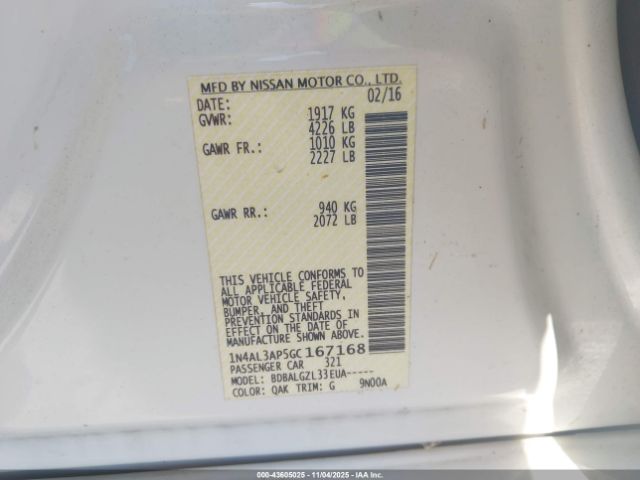 MFD BY NISSAN MOTOR CO., LTD.
DATE: 02/16
GVWR: 1917 KG
4226 LB
GAWR FR.: 1010 KG
2227 LB
GAWR RR.: 940 KG
2072 LB
THIS VEHICLE CONFORMS TO
ALL APPLICABLE FEDERAL
MOTOR VEHICLE SAFETY,
BUMPER, AND THEFT
PREVENTION STANDARDS IN
EFFECT ON THE DATE OF
MANUFACTURE SHOWN ABOVE.
1N4AL3AP5GC167168
PASSENGER CAR 321
MODEL: BDBALGZL33EUA-----
COLOR: QAK TRIM: G 9N00A
000-43605025 - 11/04/2025 - IAAI Inc.